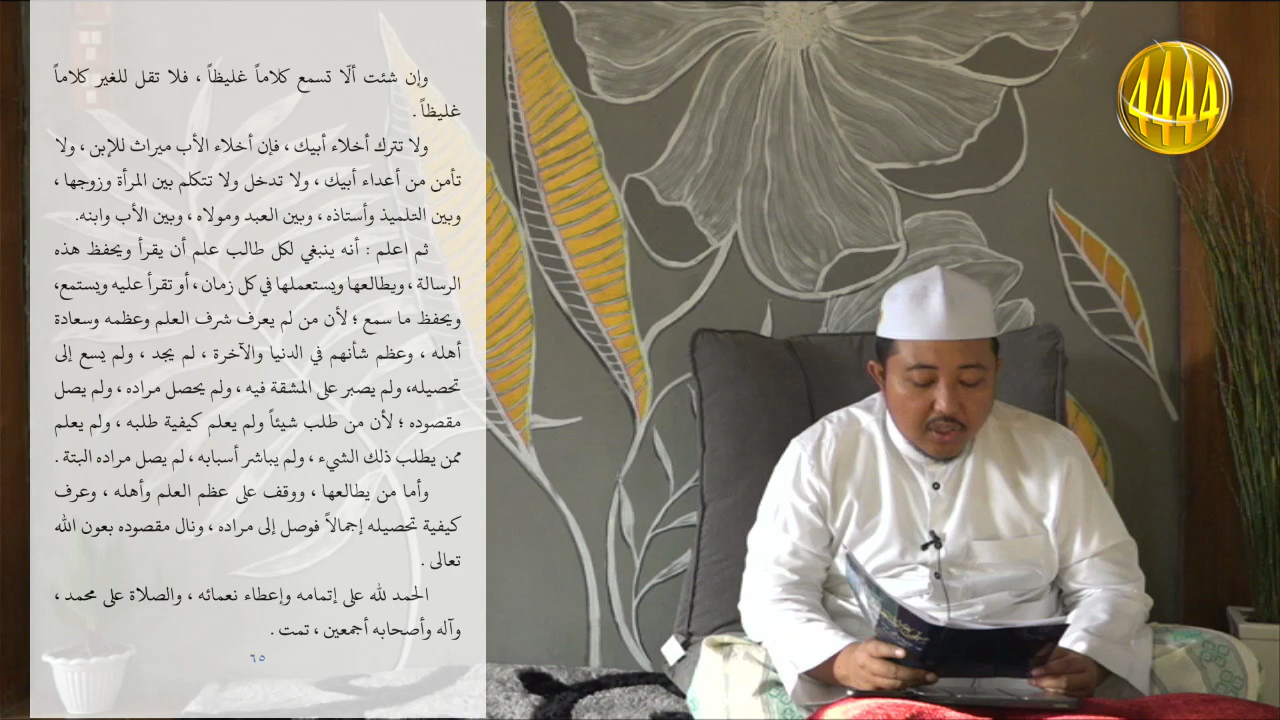 وإن شئت ألّا تسمع كلاماً غليظاً ، فلا تقل للغير كلاماً
غليظاً .
ولا تترك أخلاء أبيك ، فإن أخلاء الأب ميراث للإبن ، ولا
تأمن من أعداء أبيك ، ولا تدخل ولا تتكلم بين المرأة وزوجها ،
وبين التلميذ وأستاذه ، وبين العبد ومولاه ، وبين الأب وابنه.
ثم اعلم : أنه ينبغي لكل طالب علم أن يقرأ ويحفظ هذه
الرسالة ، ويطالعها ويستعملها في كل زمان ، أو تقرأ عليه ويستمع،
ويحفظ ما سمع ؛ لأن من لم يعرف شرف العلم وعظمه وسعادة
أهله ، وعظم شأنهم في الدنيا والآخرة ، لم يجد ، ولم يسع إلى
تحصيله، ولم يصبر على المشقة فيه ، ولم يحصل مراده ، ولم يصل
مقصوده ؛ لأن من طلب شيئاً ولم يعلم كيفية طلبه ، ولم يعلم
ممن يطلب ذلك الشيء ، ولم يباشر أسبابه ، لم يصل مراده البتة .
وأما من يطالعها ، ووقف على عظم العلم وأهله ، وعرف
كيفية تحصيله إجمالاً فوصل إلى مراده ، ونال مقصوده بعون الله
تعالى .
الحمد لله على إتمامه وإعطاء نعمائه ، والصلاة على محمد ،
وآله وأصحابه أجمعين ، تمت .
٦٥
4444